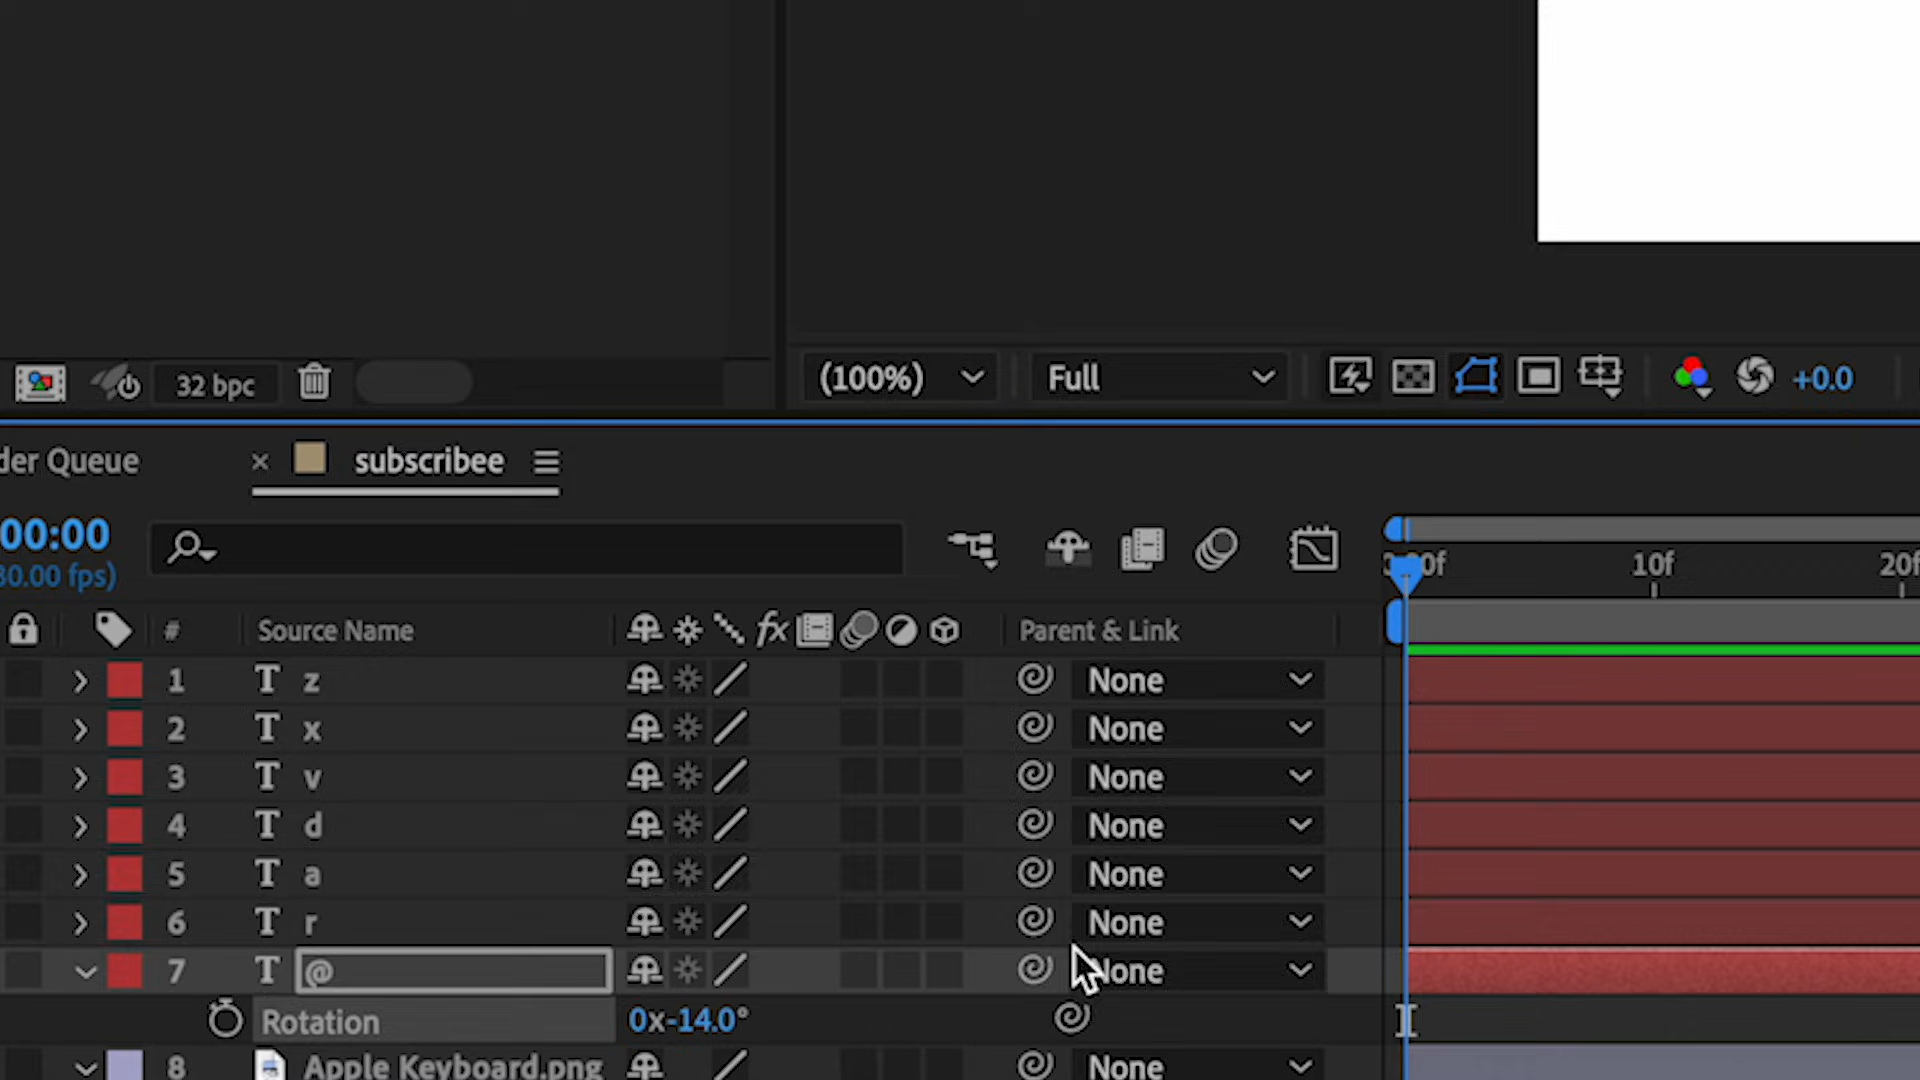 32 bpc
(100%) Full +0.0
der Queue × subscribee
00:00
30.00 fps)
10f 20f
# Source Name fx Parent & Link
1 T z None
2 T x None
3 T v None
4 T d None
5 T a None
6 T r None
7 T @ None
Rotation 0x-14.0°
8 Apple Keyboard.png None